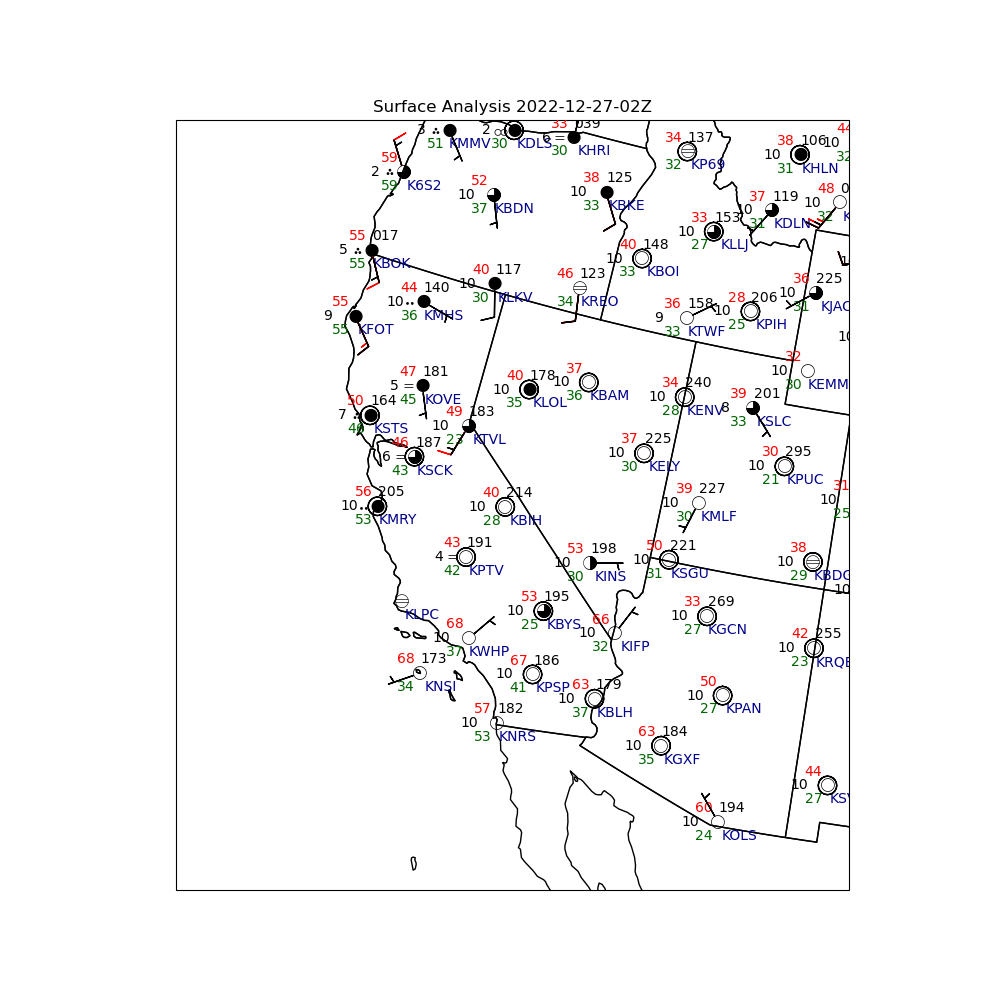 Surface Analysis 2022-12-27-02Z
3 51 KMMV
2 30 KDLS
33 039 6 30 KHRI
34 137 32 KP69
38 106 10 31 KHLN
44 10 32
59 2 59 K6S2
52 10 37 KBDN
38 125 10 33 KBKE
37 119 10 31 KDLN
48 0 10 32 K
33 153 10 27 KLLJ
55 017 5 55 KBOK
40 148 10 33 KBOI
40 117 10 30 KLKV
46 123 34 KREO
44 140 10 36 KMHS
36 225 10 31 KJAC
28 206 10 25 KPIH
36 158 9 33 KTWF
55 9 55 KFOT
10
32 10 30 KEMM
47 181 5 45 KOVE
40 178 10 35 KLOL
37 10 36 KBAM
34 240 10 28 KENV
39 201 8 33 KSLC
50 164 7 46 KSTS
49 183 10 23 KTVL
46 187 6 43 KSCK
37 225 10 30 KELY
30 295 10 21 KPUC
56 205 10 53 KMRY
40 214 10 28 KBIH
39 227 10 30 KMLF
31 10 25
43 191 4 42 KPTV
53 198 10 30 KINS
50 221 10 31 KSGU
38 10 29 KBDG
10
KLPC
53 195 10 25 KBYS
33 269 10 27 KGCN
68 10 37 KWHP
66 10 32 KIFP
42 255 10 23 KRQE
68 173 34 KNSI
67 186 10 41 KPSP
63 179 10 37 KBLH
50 10 27 KPAN
57 182 10 53 KNRS
63 184 10 35 KGXF
44 10 27 KSV
60 194 10 24 KOLS